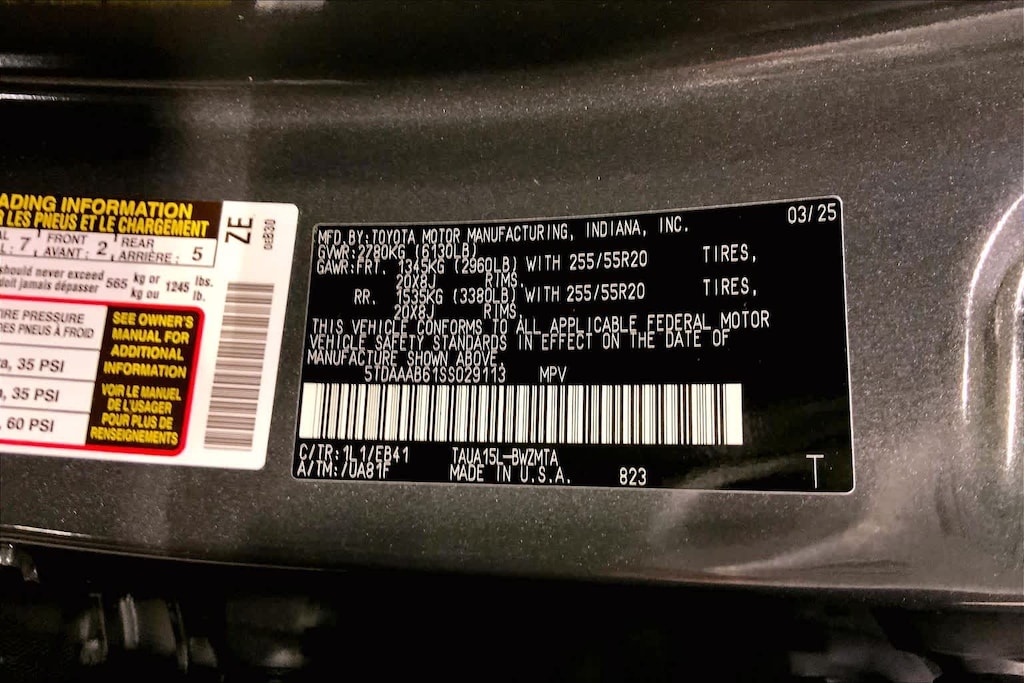 ADING INFORMATION
R LES PNEUS ET LE CHARGEMENT
L: 7, FRONT AVANT: 2, REAR ARRIÈRE: 5
should never exceed doit jamais dépasser 565 kg or kg ou 1245 lbs. lb.
TIRE PRESSURE
DES PNEUS À FROID
, 35 PSI
, 35 PSI
, 60 PSI
SEE OWNER'S
MANUAL FOR
ADDITIONAL
INFORMATION
VOIR LE MANUEL
DE L'USAGER
POUR PLUS DE
RENSEIGNEMENTS
ZE
0E830
03/25
MFD.BY:TOYOTA MOTOR MANUFACTURING, INDIANA, INC.
GVWR:2780KG (6130LB)
GAWR:FRT. 1345KG (2960LB) WITH 255/55R20 TIRES,
20X8J RIMS,
RR. 1535KG (3380LB) WITH 255/55R20 TIRES,
20X8J RIMS,
THIS VEHICLE CONFORMS TO ALL APPLICABLE FEDERAL MOTOR
VEHICLE SAFETY STANDARDS IN EFFECT ON THE DATE OF
MANUFACTURE SHOWN ABOVE.
5TDAAAB61SS029113 MPV
C/TR:1L1/EB41 TAUA15L-BWZMTA
A/TM:/UA81F MADE IN U.S.A. 823 T